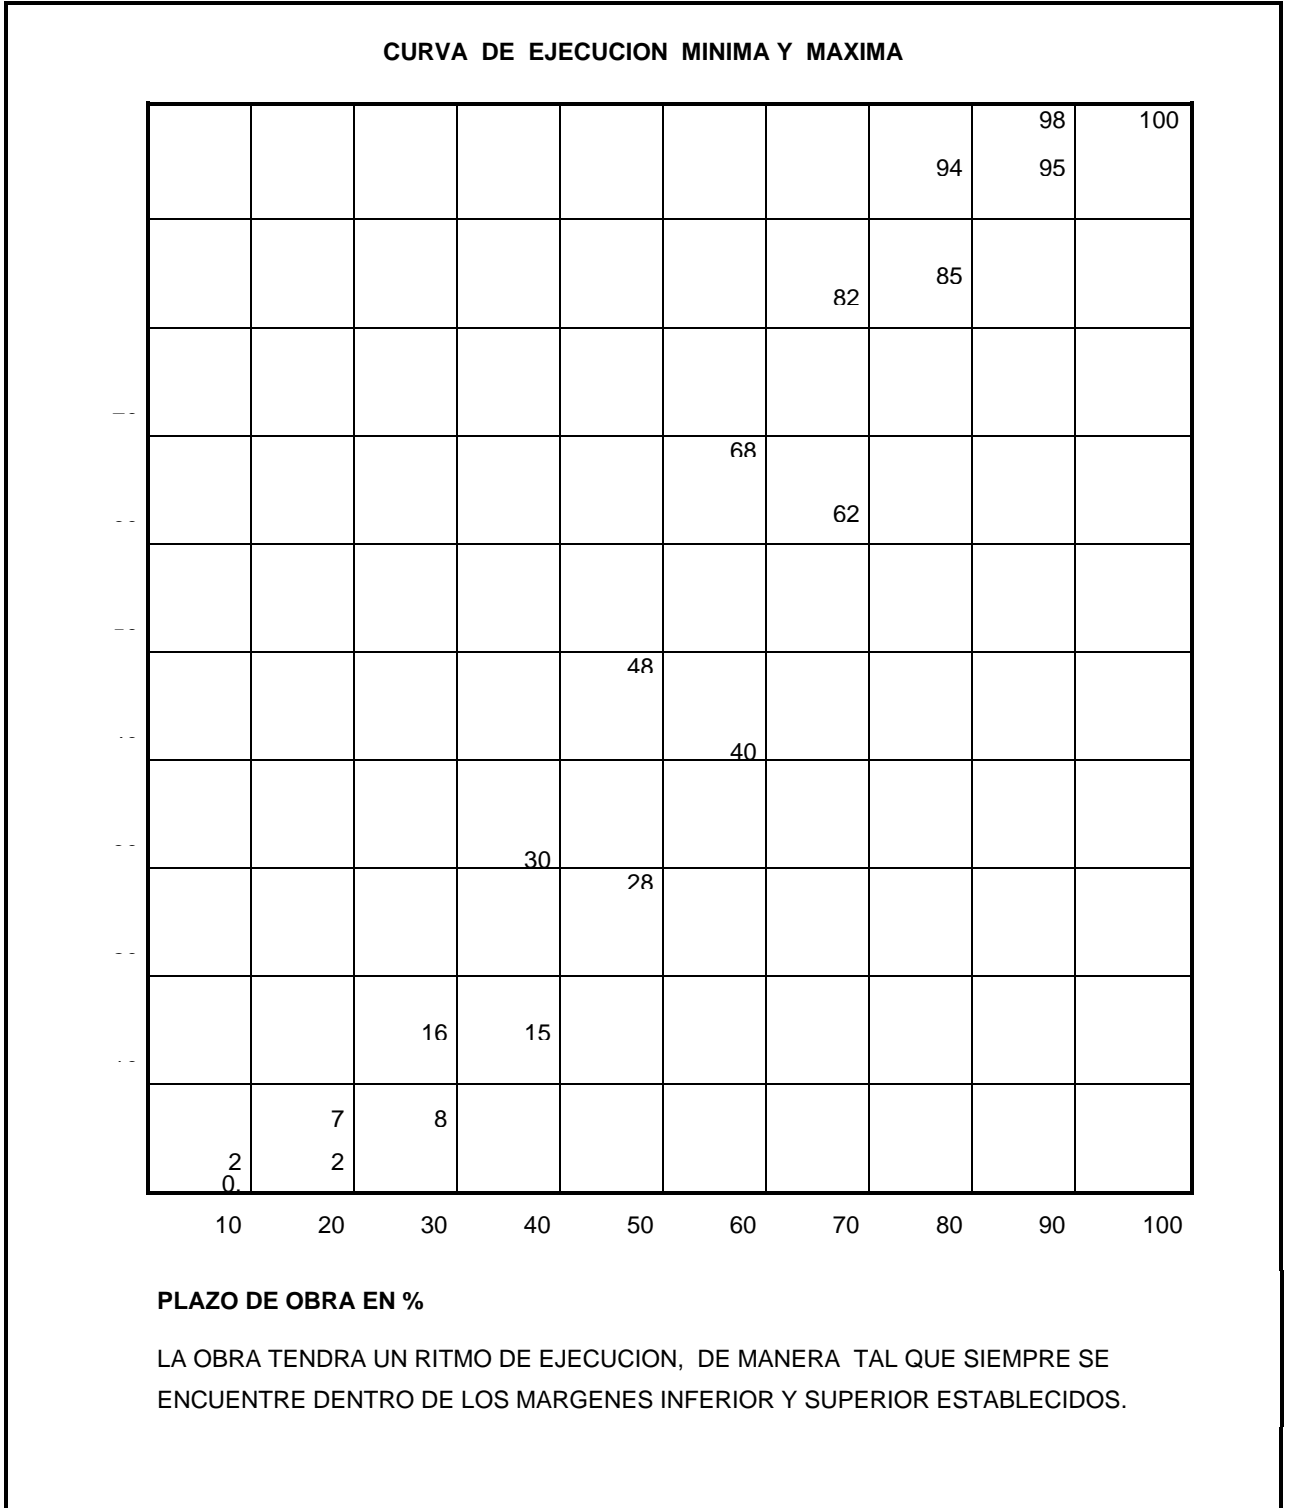 CURVA DE EJECUCION MINIMA Y MAXIMA
98 100
94 95
85
82
68
62
48
40
30
28
16 15
7 8
2 2
0.
10 20 30 40 50 60 70 80 90 100
PLAZO DE OBRA EN %
LA OBRA TENDRA UN RITMO DE EJECUCION, DE MANERA TAL QUE SIEMPRE SE
ENCUENTRE DENTRO DE LOS MARGENES INFERIOR Y SUPERIOR ESTABLECIDOS.